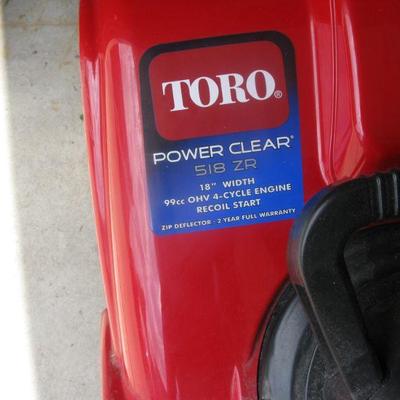 TORO®
POWER CLEAR®
518 ZR
18" WIDTH
99cc OHV 4-CYCLE ENGINE
RECOIL START
ZIP DEFLECTOR · 2 YEAR FULL WARRANTY